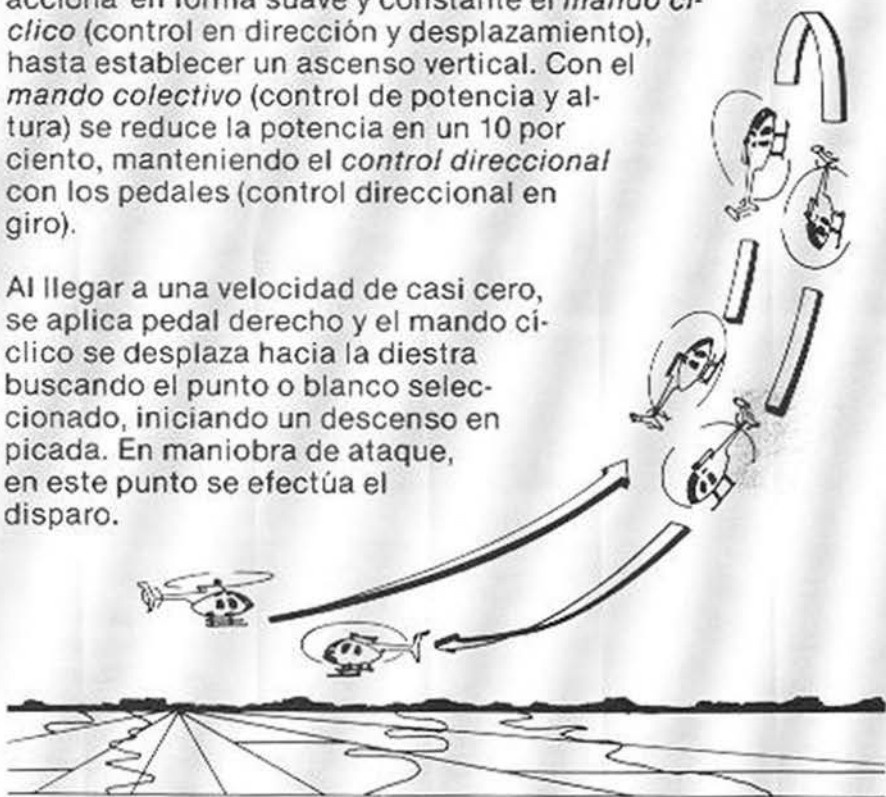 acciona en forma suave y constante el mando cí-
clico (control en dirección y desplazamiento),
hasta establecer un ascenso vertical. Con el
mando colectivo (control de potencia y al-
tura) se reduce la potencia en un 10 por
ciento, manteniendo el control direccional
con los pedales (control direccional en
giro).
Al llegar a una velocidad de casi cero,
se aplica pedal derecho y el mando cí-
clico se desplaza hacia la diestra
buscando el punto o blanco selec-
cionado, iniciando un descenso en
picada. En maniobra de ataque,
en este punto se efectúa el
disparo.